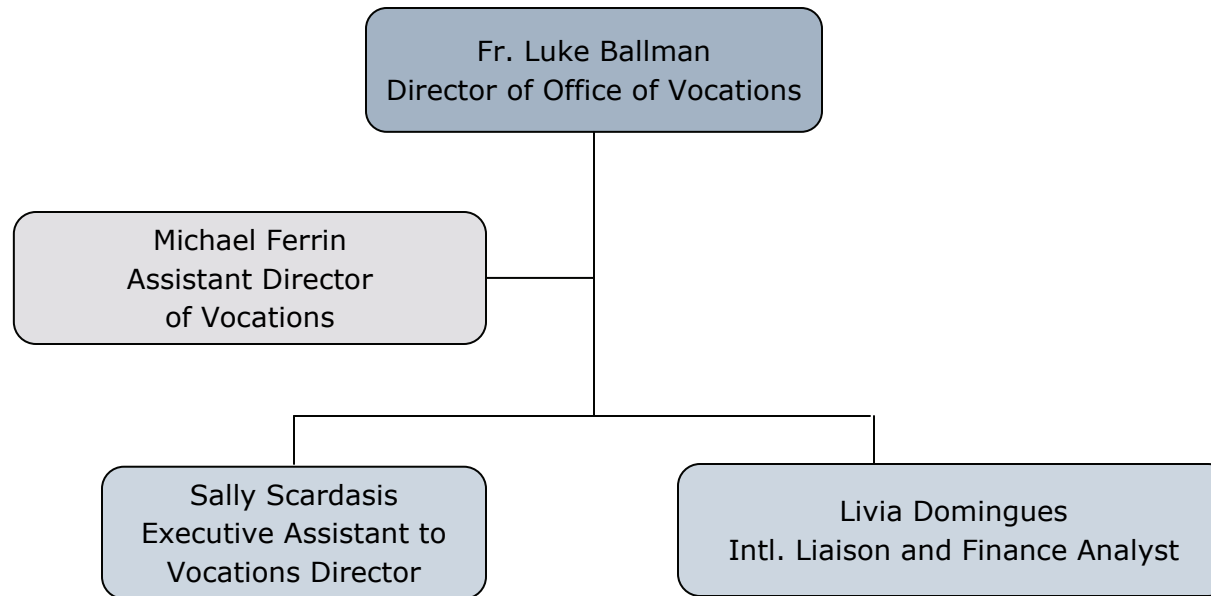 Fr. Luke Ballman
Director of Office of Vocations
Michael Ferrin
Assistant Director
of Vocations
Sally Scardasis
Executive Assistant to
Vocations Director
Livia Domingues
Intl. Liaison and Finance Analyst